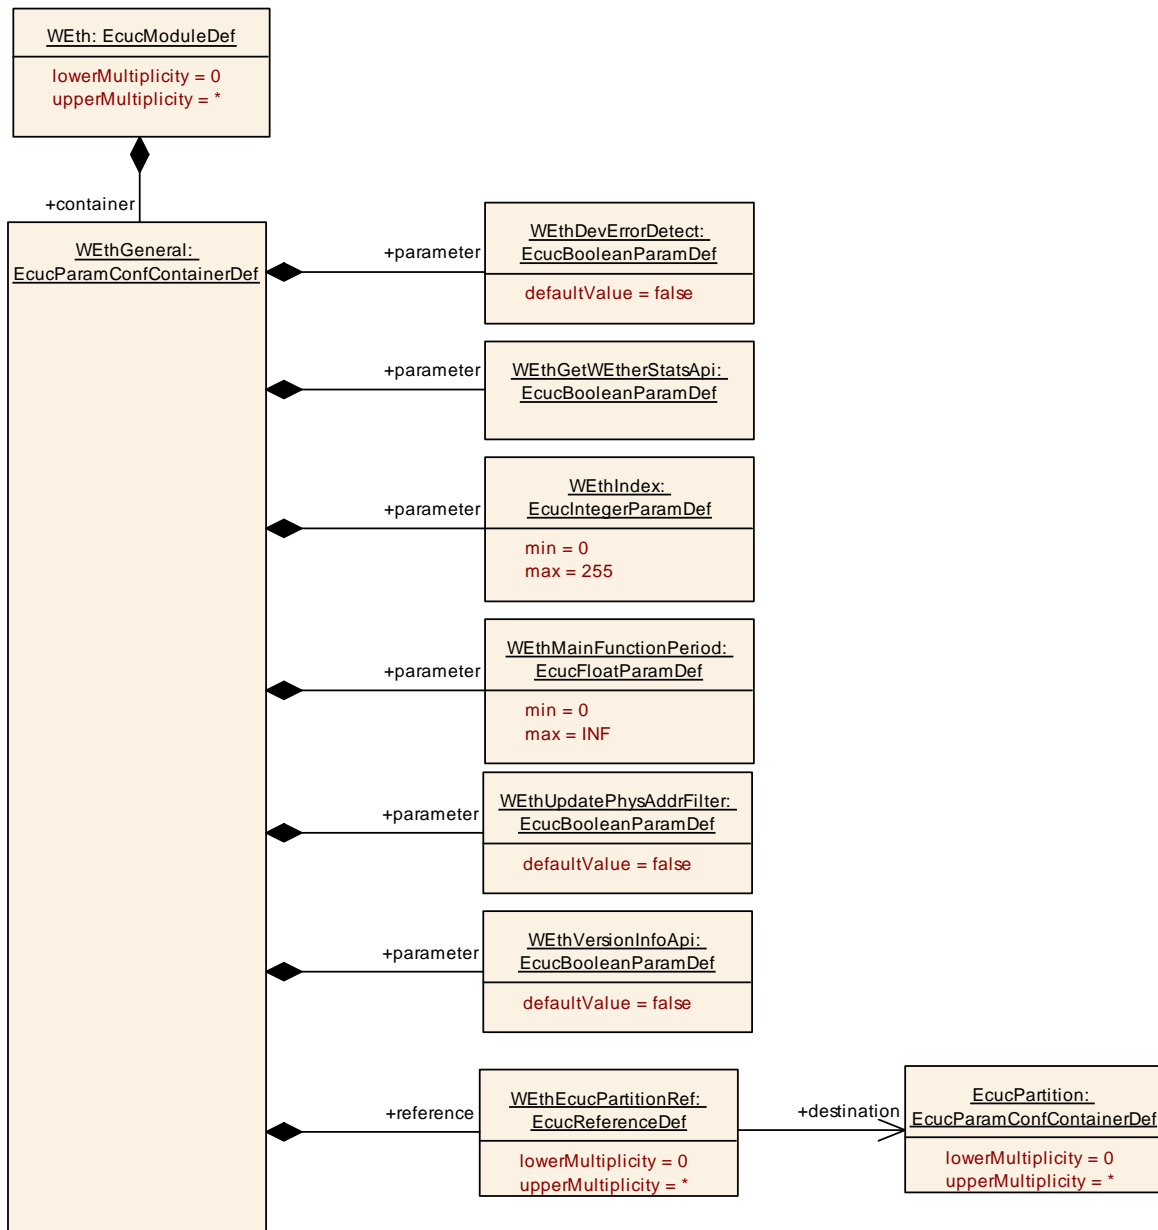 WEth: EcucModuleDef
lowerMultiplicity = 0
upperMultiplicity = *
+container
WEthGeneral:
EcucParamConfContainerDef
+parameter
WEthDevErrorDetect:
EcucBooleanParamDef
defaultValue = false
+parameter
WEthGetWEtherStatsApi:
EcucBooleanParamDef
+parameter
WEthIndex:
EcucIntegerParamDef
min = 0
max = 255
+parameter
WEthMainFunctionPeriod:
EcucFloatParamDef
min = 0
max = INF
+parameter
WEthUpdatePhysAddrFilter:
EcucBooleanParamDef
defaultValue = false
+parameter
WEthVersionInfoApi:
EcucBooleanParamDef
defaultValue = false
+reference
WEthEcucPartitionRef:
EcucReferenceDef
lowerMultiplicity = 0
upperMultiplicity = *
+destination
EcucPartition:
EcucParamConfContainerDef
lowerMultiplicity = 0
upperMultiplicity = *